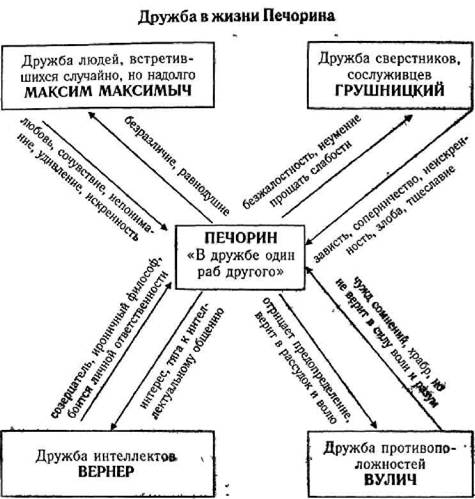 Дружба в жизни Печорина
Дружба людей, встретив-
шихся случайно, но надолго
МАКСИМ МАКСИМЫЧ
Дружба сверстников,
сослуживцев
ГРУШНИЦКИЙ
любовь, сочувствие, непонима-
ние, удивление, искренность
безразличие, равнодушие
безжалостность, неумение
прощать слабости
зависть, соперничество, неискрен-
ность, злоба, тщеславие
ПЕЧОРИН
«В дружбе один
раб другого»
созерцатель, ироничный философ,
боится личной ответственности
интерес, тяга к интел-
лектуальному общению
отрицает предопределение,
верит в рассудок и волю
чужд сомнений, храбр, но
не верит в силу воли и разум
Дружба интеллектов
ВЕРНЕР
Дружба противопо-
ложностей
ВУЛИЧ